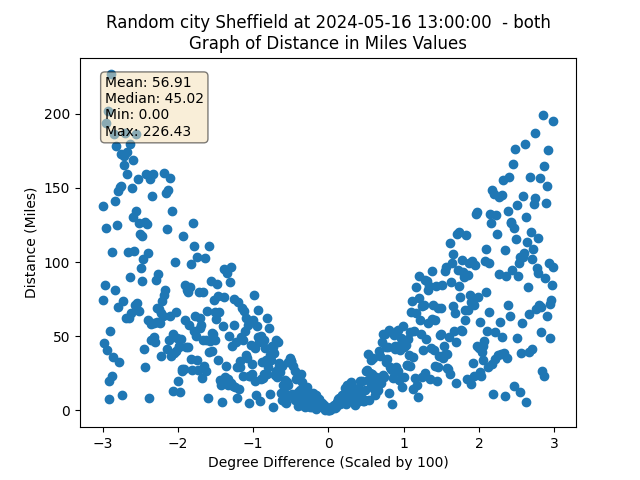 Random city Sheffield at 2024-05-16 13:00:00  - both
Graph of Distance in Miles Values
Mean: 56.91
Median: 45.02
Min: 0.00
Max: 226.43
Distance (Miles)
200
150
100
50
0
−3 −2 −1 0 1 2 3
Degree Difference (Scaled by 100)